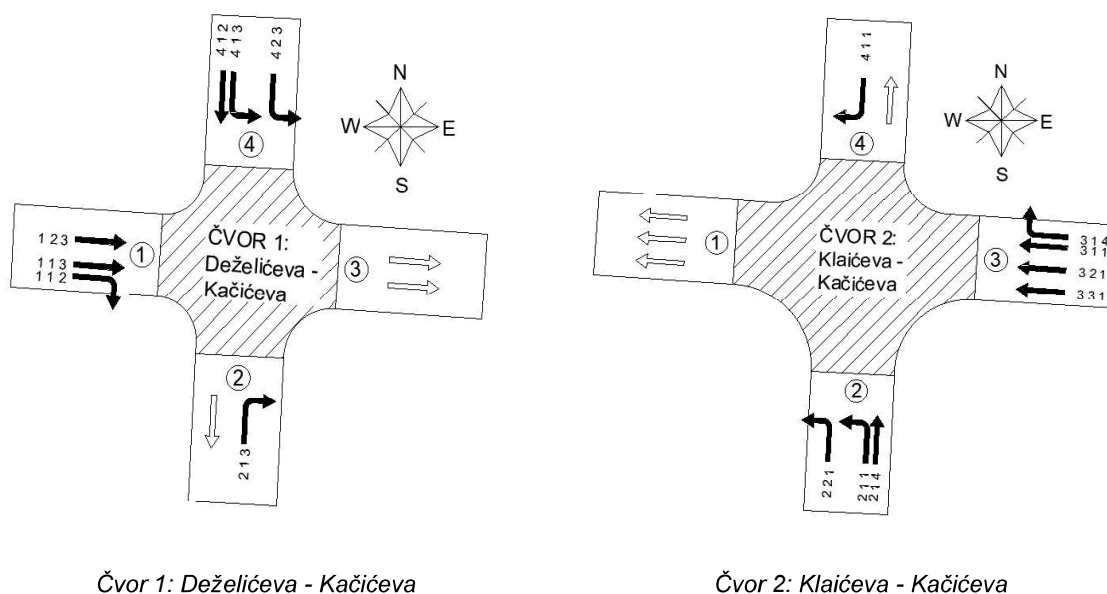 412
413
423
N
W
E
S
4
123
113
112
1
ČVOR 1:
Deželićeva -
Kačićeva
3
2
213
Čvor 1: Deželićeva - Kačićeva
411
N
W
E
S
4
1
ČVOR 2:
Klaićeva -
Kačićeva
3
314
311
321
331
2
221
211
214
Čvor 2: Klaićeva - Kačićeva